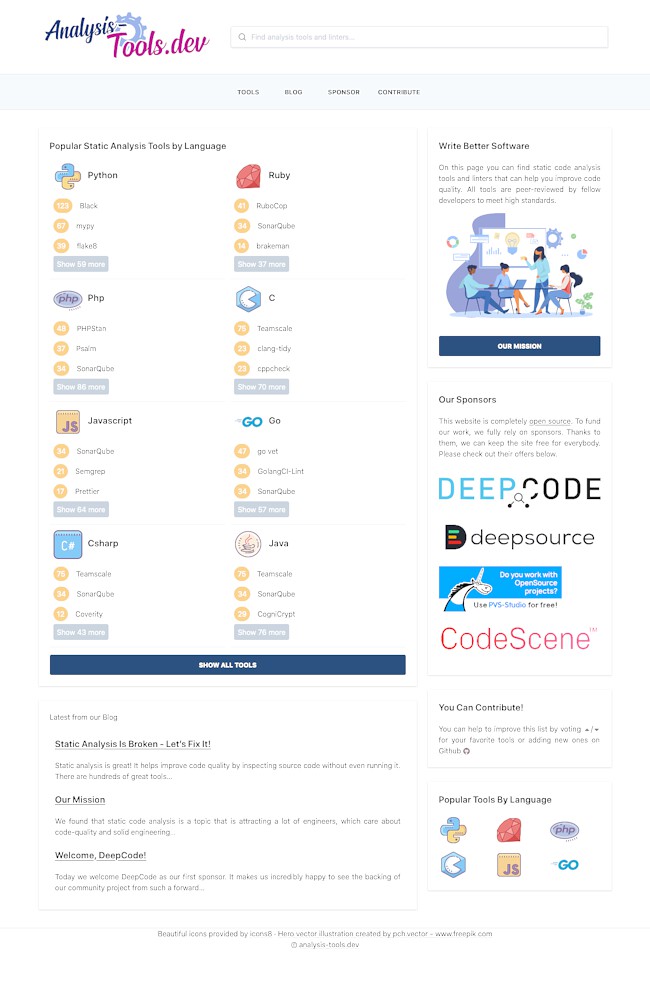 Analysis-
Tools.dev
Find analysis tools and linters...
TOOLS BLOG SPONSOR CONTRIBUTE
Popular Static Analysis Tools by Language
Python
123 Black
67 mypy
39 flake8
Show 59 more
Ruby
41 RuboCop
34 SonarQube
14 brakeman
Show 37 more
Php
48 PHPStan
37 Psalm
34 SonarQube
Show 86 more
C
75 Teamscale
23 clang-tidy
23 cppcheck
Show 70 more
JS
Javascript
34 SonarQube
21 Semgrep
17 Prettier
Show 64 more
GO
Go
47 go vet
34 GolangCI-Lint
34 SonarQube
Show 57 more
C#
Csharp
75 Teamscale
34 SonarQube
12 Coverity
Show 43 more
Java
75 Teamscale
34 SonarQube
28 CogniCrypt
Show 76 more
SHOW ALL TOOLS
Latest from our Blog
Static Analysis Is Broken - Let's Fix It!
Static analysis is great! It helps improve code quality by inspecting source code without even running it.
There are hundreds of great tools...
Our Mission
We found that static code analysis is a topic that is attracting a lot of engineers, which care about
code-quality and solid engineering.
Welcome, DeepCode!
Today we welcome DeepCode as our first sponsor. It makes us incredibly happy to see the backing of
our community project from such a forward...
Write Better Software
On this page you can find static code analysis
tools and linters that can help you improve code
quality. All tools are peer-reviewed by fellow
developers to meet high standards.
OUR MISSION
Our Sponsors
This website is completely open source. To fund
our work, we fully rely on sponsors. Thanks to
them, we can keep the site free for everybody.
Please check out their offers below.
DEEPCODE
deepsource
Do you work with
OpenSource
projects?
Use PVS-Studio for free!
CodeScene™
You Can Contribute!
You can help to improve this list by voting ▲/▼
for your favorite tools or adding new ones on
Github
Popular Tools By Language
php
JS
GO
Beautiful icons provided by icons8 - Hero vector illustration created by pch.vector – www.freepik.com
© analysis-tools.dev